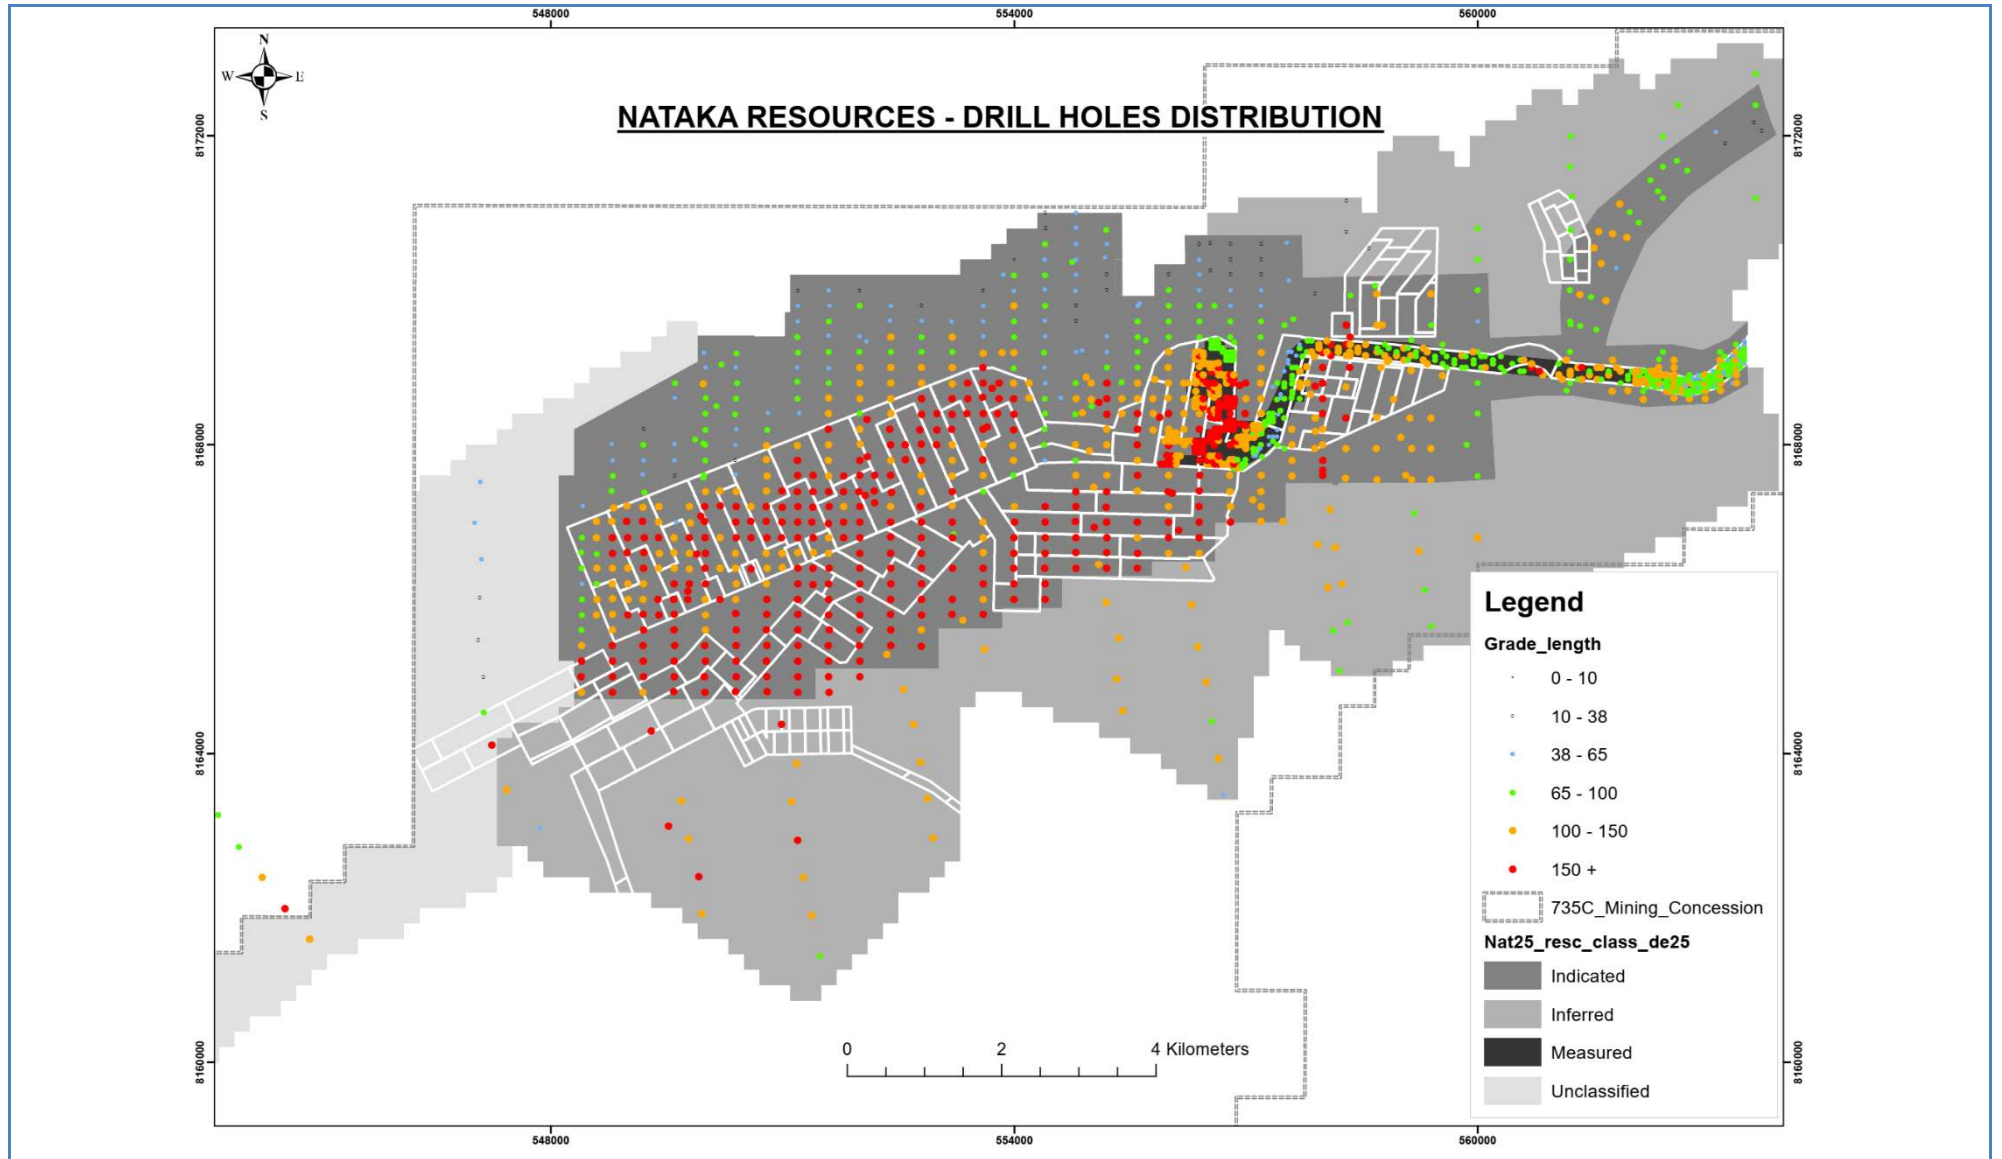 548000 554000 560000
N
W E
S
NATAKA RESOURCES - DRILL HOLES DISTRIBUTION
8172000 8172000
8168000 8168000
8164000 8164000
8160000 8160000
Legend
Grade_length
0 - 10
10 - 38
38 - 65
65 - 100
100 - 150
150 +
735C_Mining_Concession
Nat25_resc_class_de25
Indicated
Inferred
Measured
Unclassified
0 2 4 Kilometers
548000 554000 560000